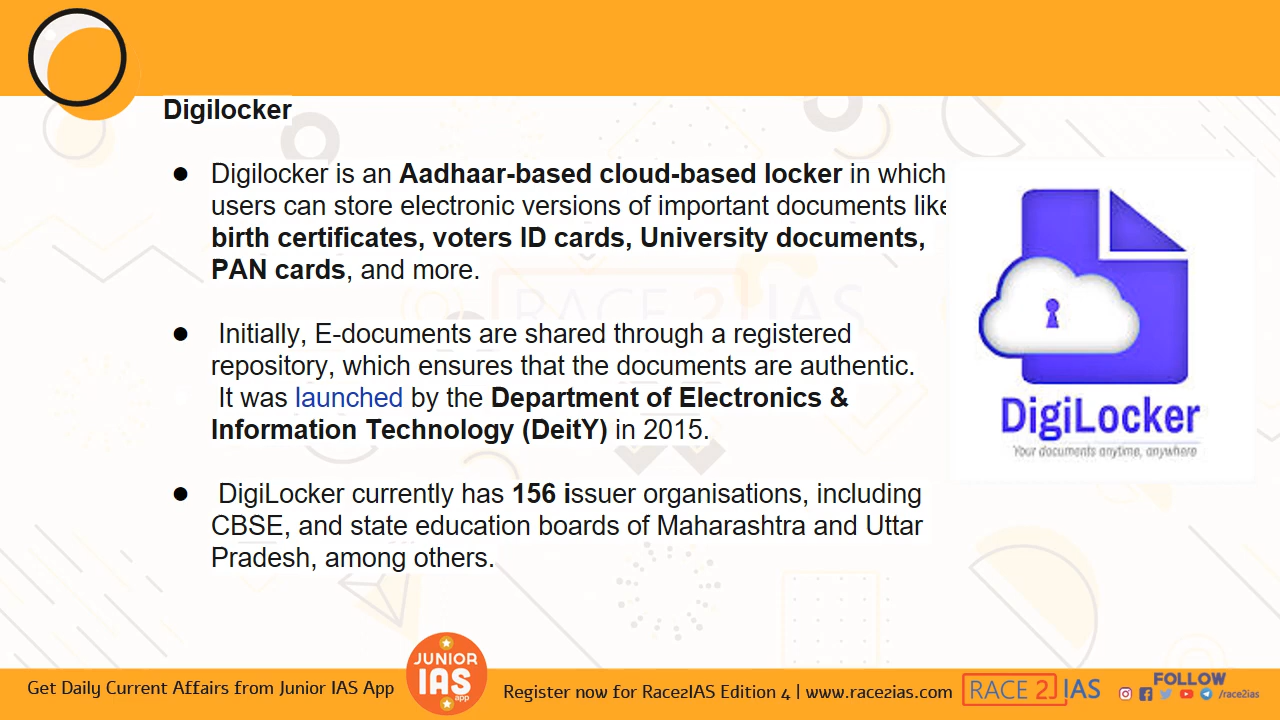 Digilocker
● Digilocker is an Aadhaar-based cloud-based locker in which
users can store electronic versions of important documents like
birth certificates, voters ID cards, University documents,
PAN cards, and more.
● Initially, E-documents are shared through a registered
repository, which ensures that the documents are authentic.
It was launched by the Department of Electronics &
Information Technology (DeitY) in 2015.
● DigiLocker currently has 156 issuer organisations, including
CBSE, and state education boards of Maharashtra and Uttar
Pradesh, among others.
DigiLocker
Your documents anytime, anywhere
RACE 2 IAS
Get Daily Current Affairs from Junior IAS App
JUNIOR
IAS
app
Register now for Race2IAS Edition 4 | www.race2ias.com
RACE 2 IAS
FOLLOW
/race2ias